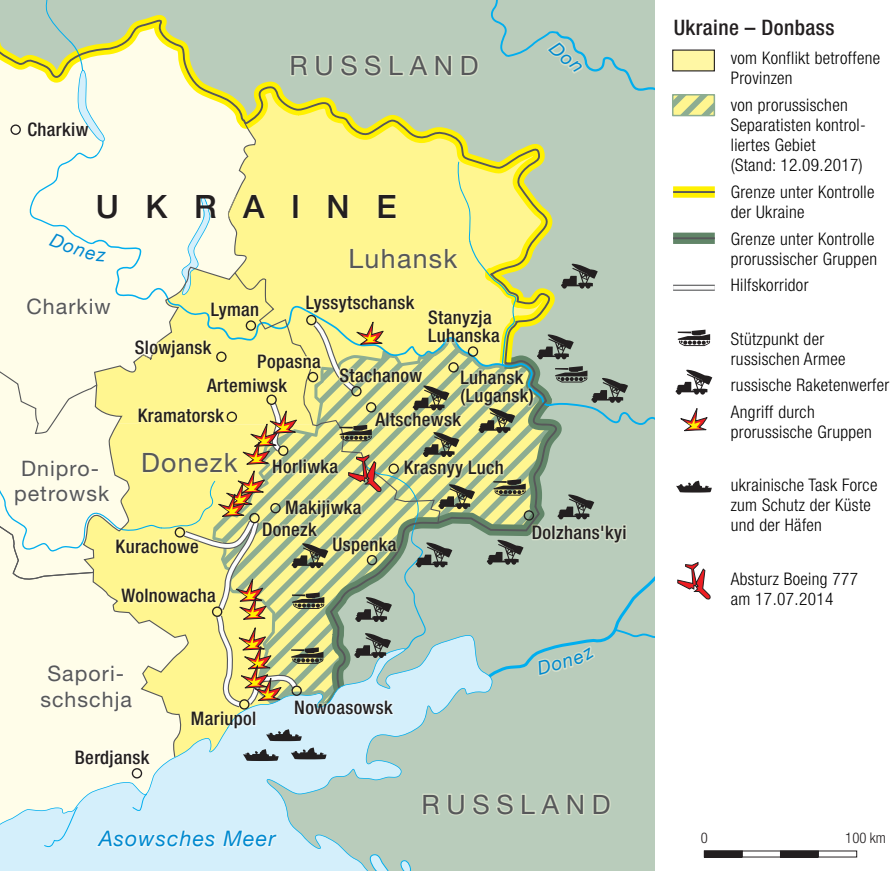 RUSSLAND
Don
Charkiw
UKRAINE
Donez
Luhansk
Charkiw
Lyman
Lyssytschansk
Stanyzja
Luhanska
Slowjansk
Popasna
Artemiwsk
Stachanow
Luhansk
(Lugansk)
Kramatorsk
Altschewsk
Donezk
Horliwka
Krasnyy Luch
Dnipro-
petrowsk
Makijiwka
Donezk
Kurachowe
Uspenka
Dolzhans'kyi
Wolnowacha
Sapori-
schschja
Donez
Mariupol
Nowoasowsk
Berdjansk
RUSSLAND
Asowsches Meer
Ukraine – Donbass
vom Konflikt betroffene
Provinzen
von prorussischen
Separatisten kontrol-
liertes Gebiet
(Stand: 12.09.2017)
Grenze unter Kontrolle
der Ukraine
Grenze unter Kontrolle
prorussischer Gruppen
Hilfskorridor
Stützpunkt der
russischen Armee
russische Raketenwerfer
Angriff durch
prorussische Gruppen
ukrainische Task Force
zum Schutz der Küste
und der Häfen
Absturz Boeing 777
am 17.07.2014
0 100 km